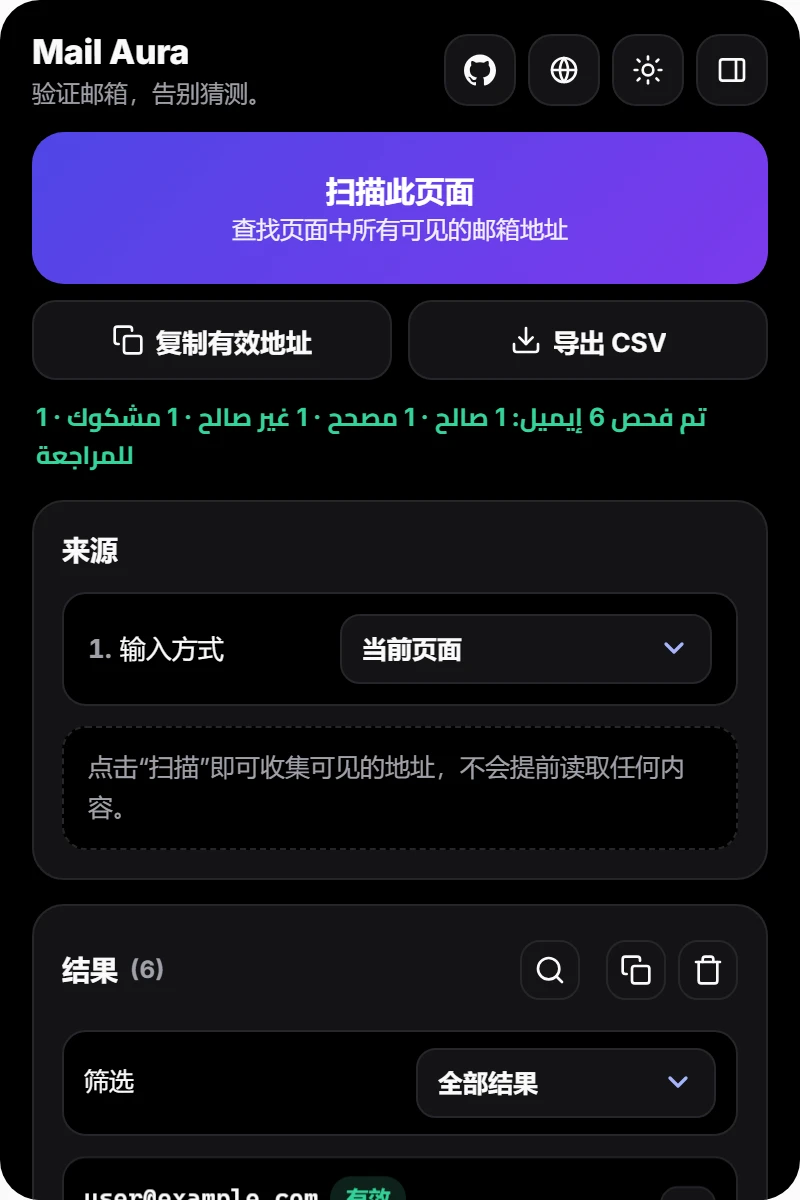 Mail Aura
验证邮箱，告别猜测。
扫描此页面
查找页面中所有可见的邮箱地址
复制有效地址
导出 CSV
تم فحص 6 إيميل: 1 صالح · 1 مصحح · 1 غير صالح · 1 مشكوك · 1
للمراجعة
来源
1. 输入方式
当前页面
点击“扫描”即可收集可见的地址，不会提前读取任何内
容。
结果 (6)
筛选
全部结果
user@example.com 有效